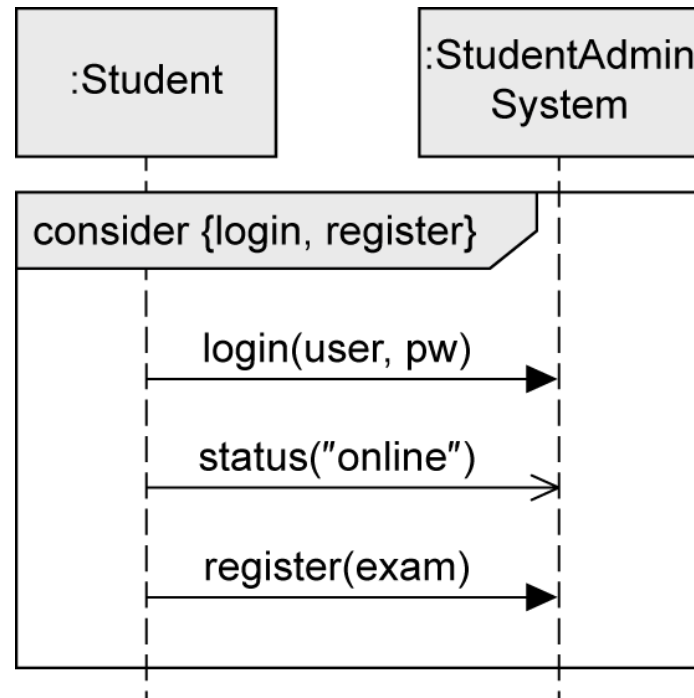 :Student
:StudentAdmin
System
consider {login, register}
login(user, pw)
status("online")
register(exam)